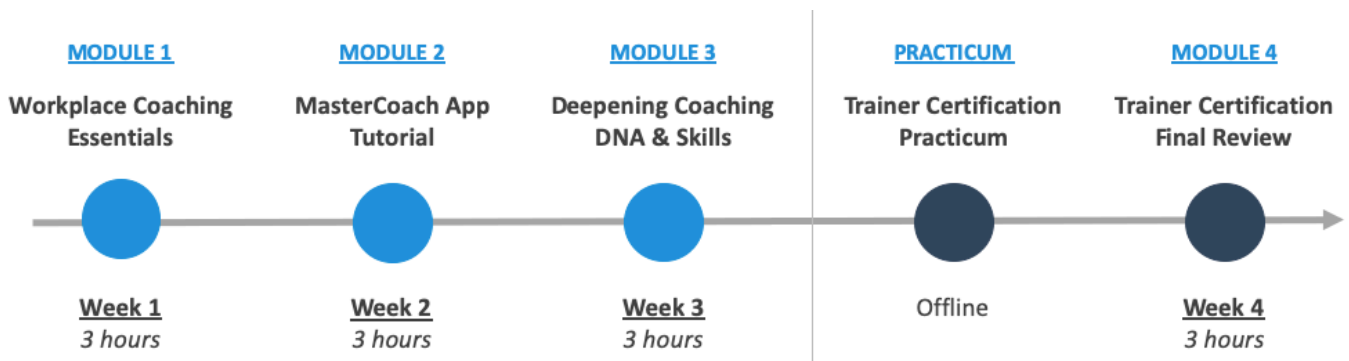 MODULE 1
Workplace Coaching
Essentials
Week 1
3 hours
MODULE 2
MasterCoach App
Tutorial
Week 2
3 hours
MODULE 3
Deepening Coaching
DNA & Skills
Week 3
3 hours
PRACTICUM
Trainer Certification
Practicum
Offline
MODULE 4
Trainer Certification
Final Review
Week 4
3 hours